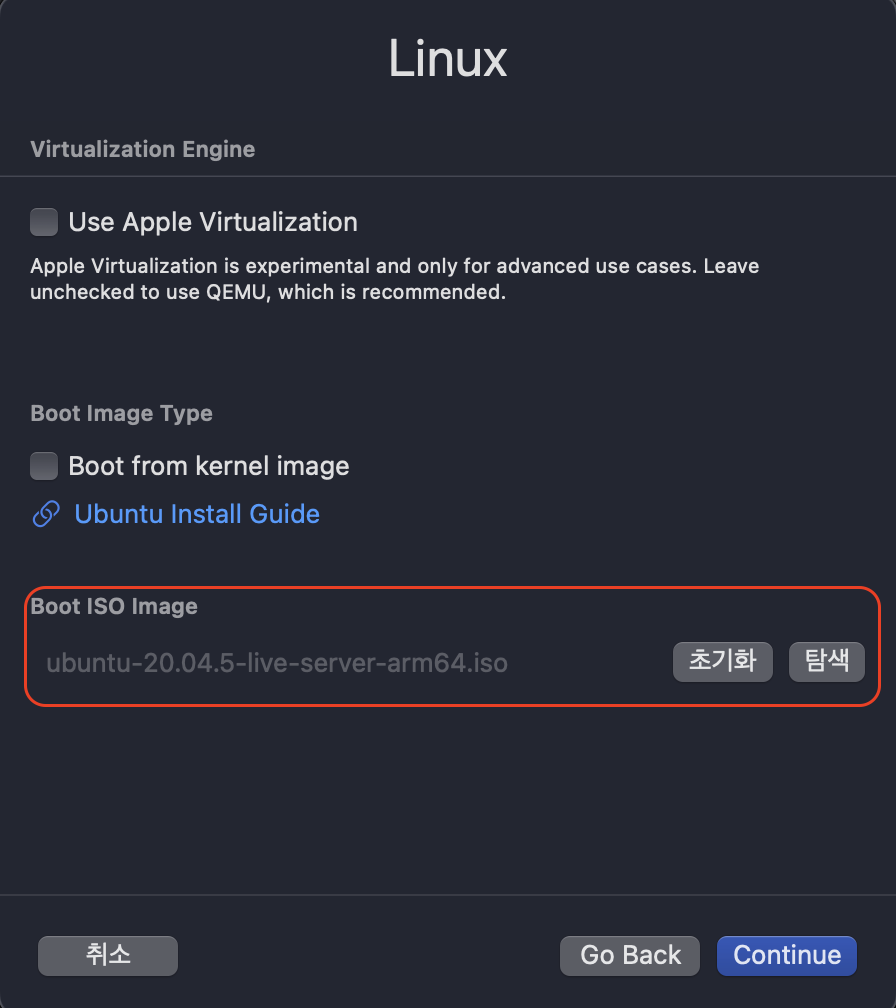 Linux
Virtualization Engine
Use Apple Virtualization
Apple Virtualization is experimental and only for advanced use cases. Leave
unchecked to use QEMU, which is recommended.
Boot Image Type
Boot from kernel image
Ubuntu Install Guide
Boot ISO Image
ubuntu-20.04.5-live-server-arm64.iso 초기화 탐색
취소 Go Back Continue